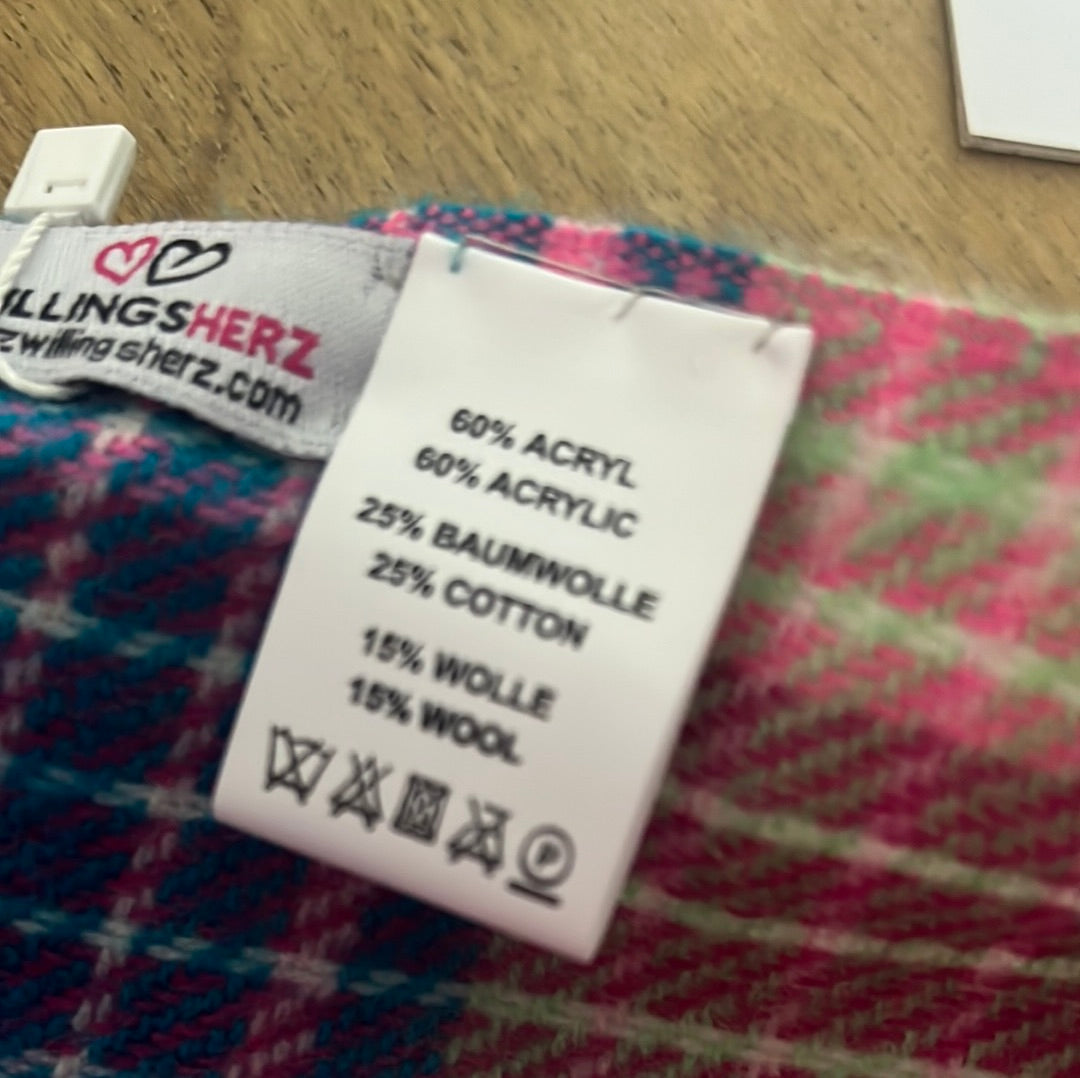 ILLINGSHERZ
zwillingsherz.com
60% ACRYL
60% ACRYLIC
25% BAUMWOLLE
25% COTTON
15% WOLLE
15% WOOL
P